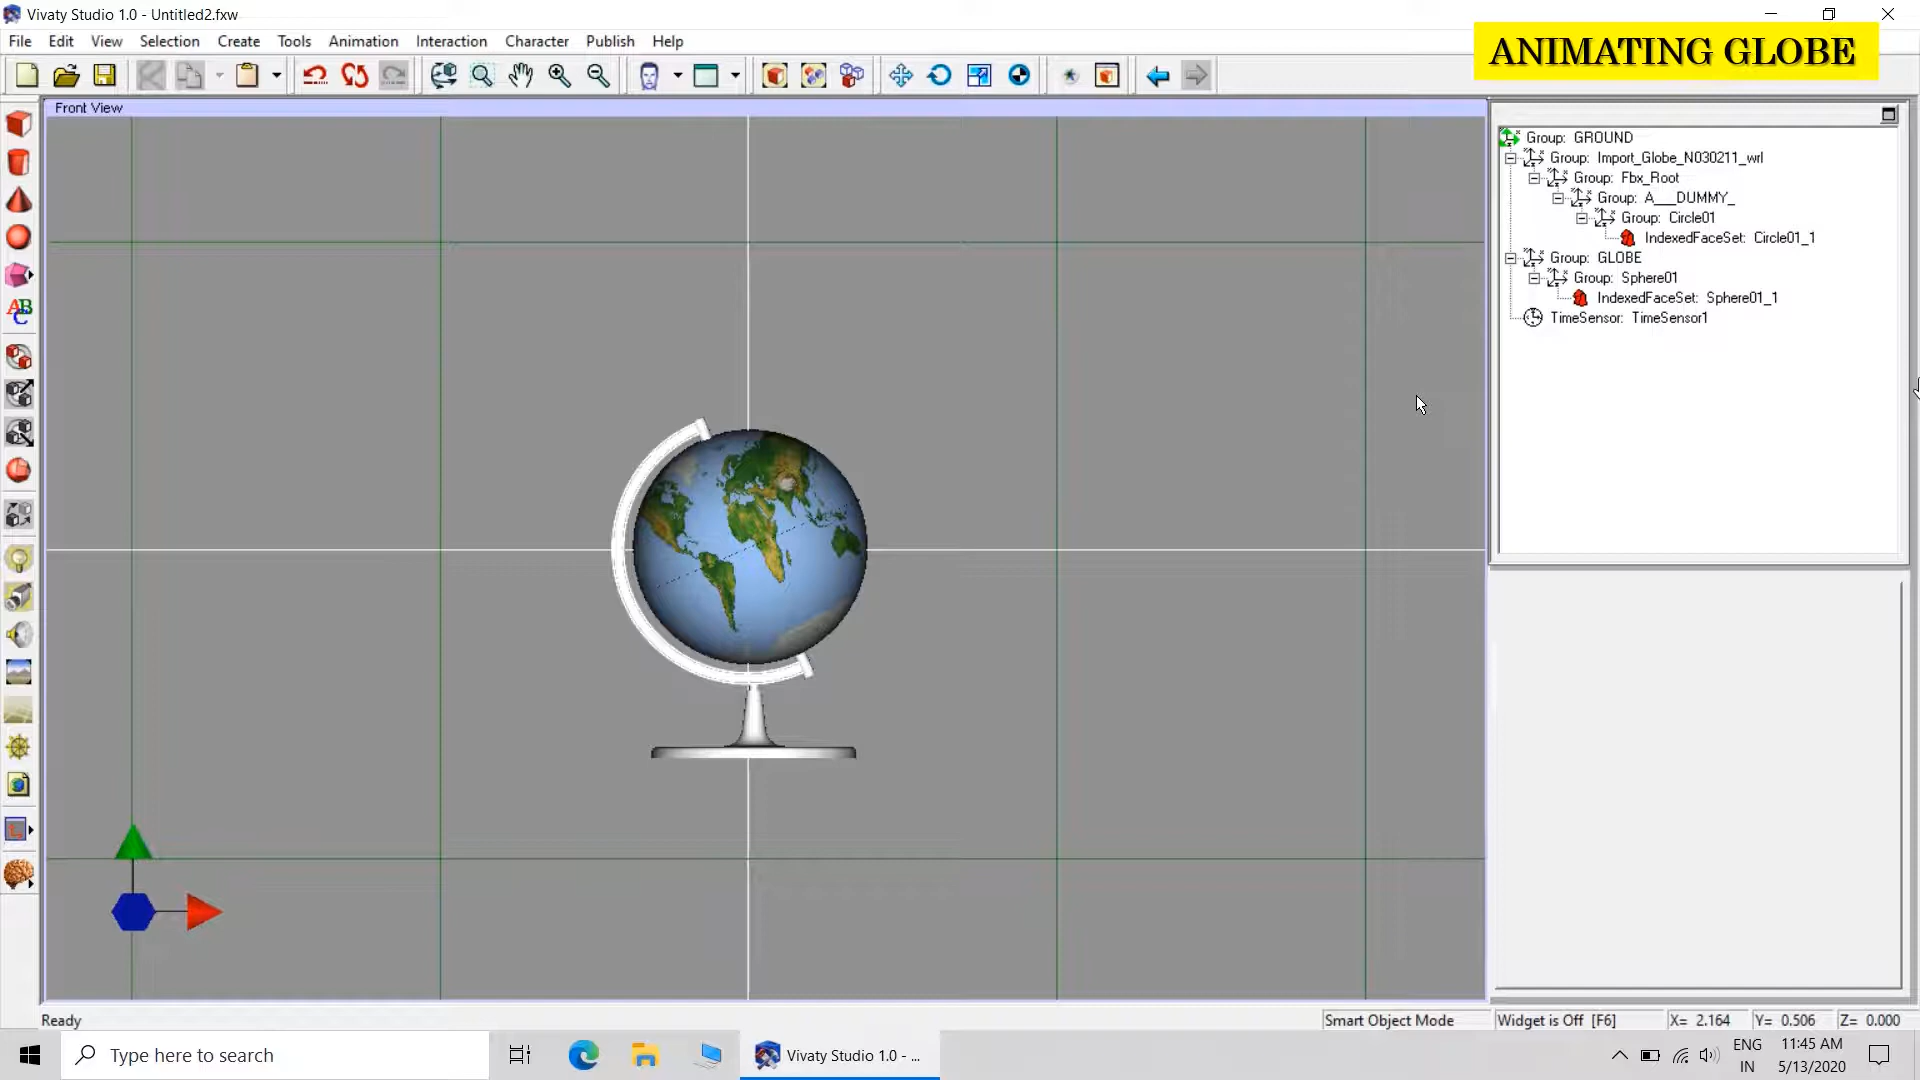 Vivaty Studio 1.0 - Untitled2.fxw
File Edit View Selection Create Tools Animation Interaction Character Publish Help
ANIMATING GLOBE
Front View
Group: GROUND
Group: Import_Globe_N030211_wrl
Group: Fbx_Root
Group: A___DUMMY_
Group: Circle01
IndexedFaceSet: Circle01_1
Group: GLOBE
Group: Sphere01
IndexedFaceSet: Sphere01_1
TimeSensor: TimeSensor1
ABC
Ready
Smart Object Mode
Widget is Off [F6]
X= 2.164
Y= 0.506
Z= 0.000
Type here to search
Vivaty Studio 1.0 - ...
ENG
IN
11:45 AM
5/13/2020